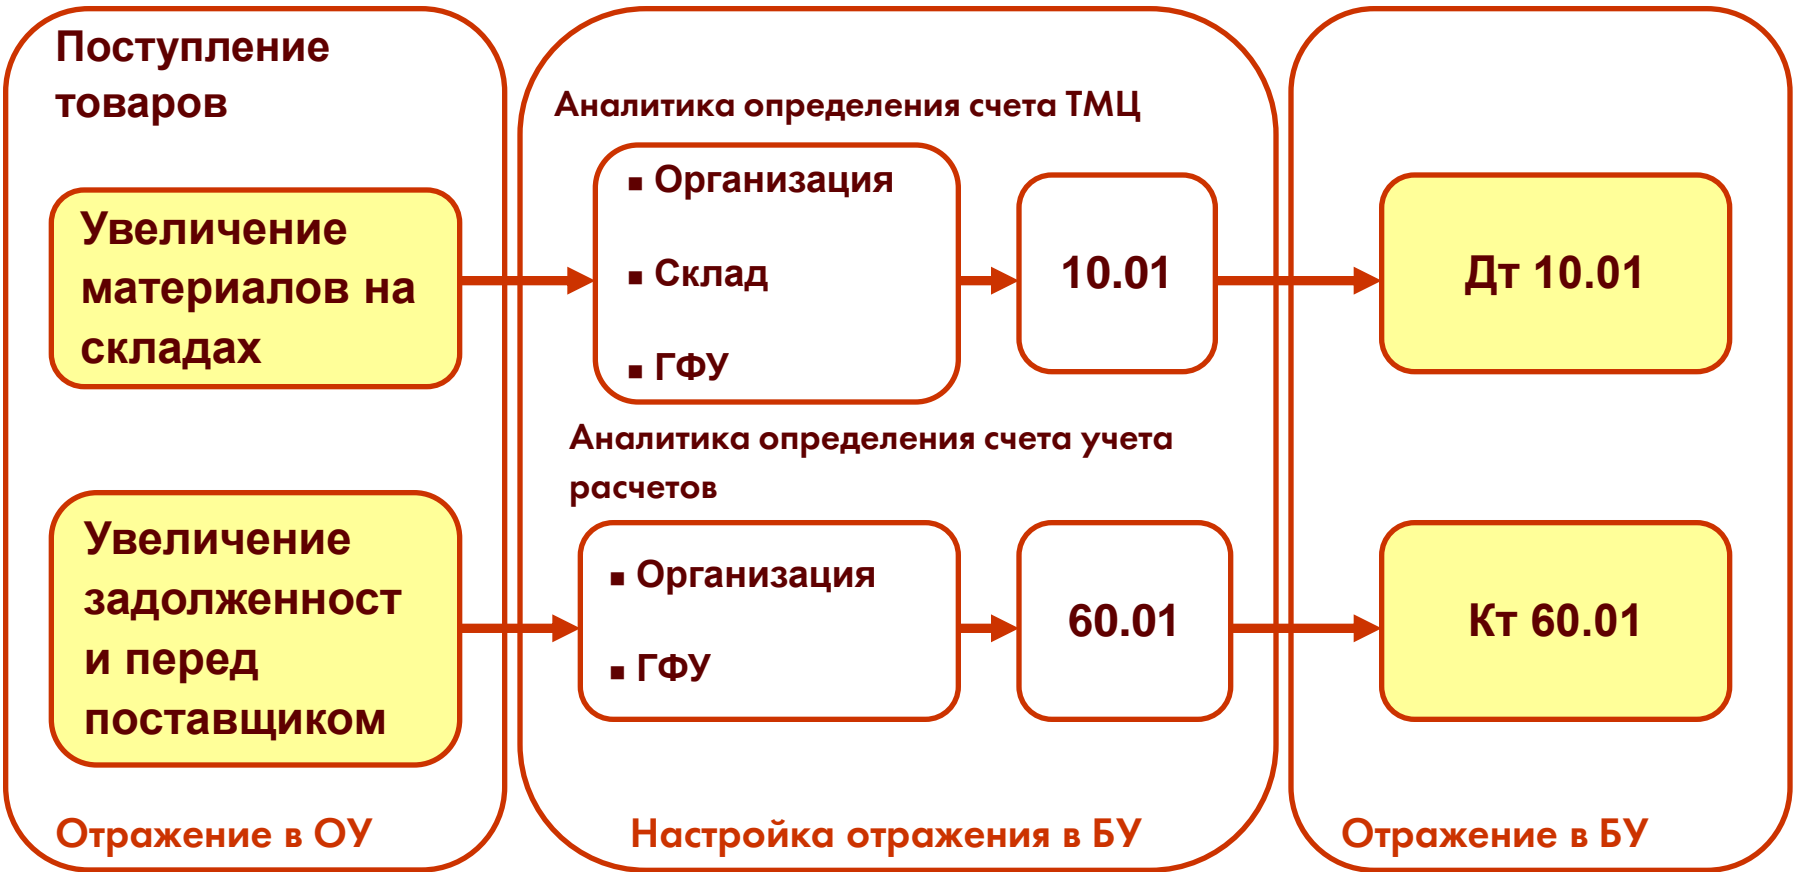 Поступление
товаров
Увеличение
материалов на
складах
Увеличение
задолженност
и перед
поставщиком
Отражение в ОУ
Аналитика определения счета ТМЦ
▪ Организация
▪ Склад
▪ ГФУ
10.01
Аналитика определения счета учета
расчетов
▪ Организация
▪ ГФУ
60.01
Настройка отражения в БУ
Дт 10.01
Кт 60.01
Отражение в БУ